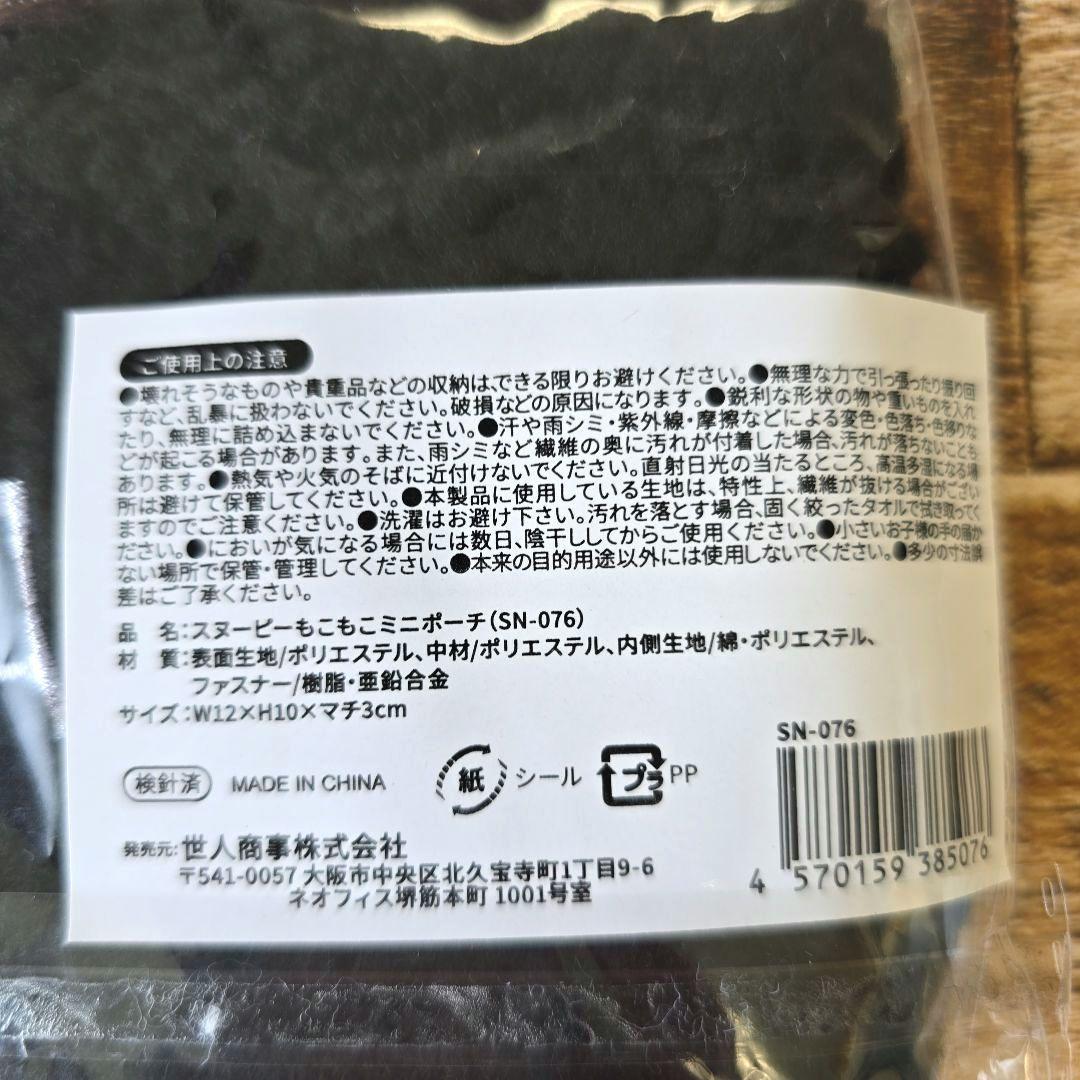 ご使用上の注意
●壊れそうなものや貴重品などの収納は、できる限りお避けください。●無理な力で引っ張ったり振り回
すなど、乱暴に扱わないでください。破損などの原因になります。●鋭利な形状の物や重いものを入れ
たり、無理に詰め込まないでください。●汗や雨シミ・紫外線・摩擦などによる変色・色落ち・色移りな
どが起こる場合があります。また、雨シミなど繊維の奥に汚れが付着した場合、汚れが落ちないことも
あります。●熱気や火気のそばに近付けないでください。直射日光の当たるところ、高温多湿になる場
所は避けて保管してください。●本製品に使用している生地は、特性上、繊維が抜ける場合がござい
ますのでご注意ください。●洗濯はお避け下さい。汚れを落とす場合、固く絞ったタオルで拭き取ってく
ださい。●においが気になる場合には数日、陰干ししてからご使用ください。●小さいお子様の手の届か
ない場所で保管・管理してください。●本来の目的用途以外には使用しないでください。●多少の寸法誤
差はご了承ください。
品　名:スヌーピーもこもこミニポーチ(SN-076)
材　質:表面生地/ポリエステル、中材/ポリエステル、内側生地/綿・ポリエステル、
ファスナー/樹脂・亜鉛合金
サイズ:W12×H10×マチ3cm
SN-076
検針済 MADE IN CHINA 紙 シール プラ PP
発売元:世人商事株式会社
〒541-0057 大阪市中央区北久宝寺町1丁目9-6
ネオフィス堺筋本町 1001号室
4 570159 385076